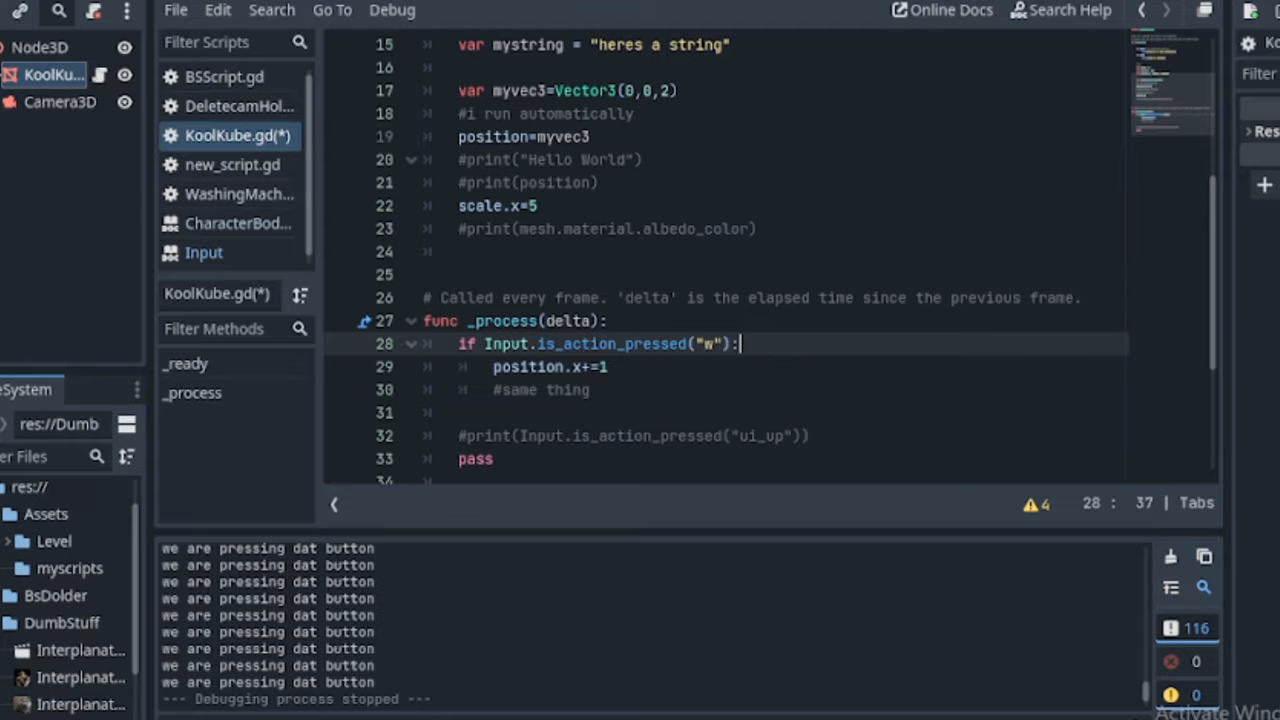 File Edit Search Go To Debug Online Docs Search Help
Node3D
KoolKu...
Camera3D
Filter Scripts
BSScript.gd
DeletecamHol...
KoolKube.gd(*)
new_script.gd
WashingMach...
CharacterBod...
Input
KoolKube.gd(*)
Filter Methods
_ready
_process
15 var mystring = "heres a string"
16
17 var myvec3=Vector3(0,0,2)
18 #i run automatically
19 position=myvec3
20 #print("Hello World")
21 #print(position)
22 scale.x=5
23 #print(mesh.material.albedo_color)
24
25
26 # Called every frame. 'delta' is the elapsed time since the previous frame.
27 func _process(delta):
28 if Input.is_action_pressed("w"):
29 position.x+=1
30 #same thing
31
32 #print(Input.is_action_pressed("ui_up"))
33 pass
34
4 28 : 37 | Tabs
Filter
Res
eSystem
res://Dumb
er Files
res://
Assets
Level
myscripts
BsDolder
DumbStuff
Interplanat...
Interplanat...
Interplanat...
we are pressing dat button
we are pressing dat button
we are pressing dat button
we are pressing dat button
we are pressing dat button
we are pressing dat button
we are pressing dat button
we are pressing dat button
we are pressing dat button
--- Debugging process stopped ---
116
0
0
Activate Wind